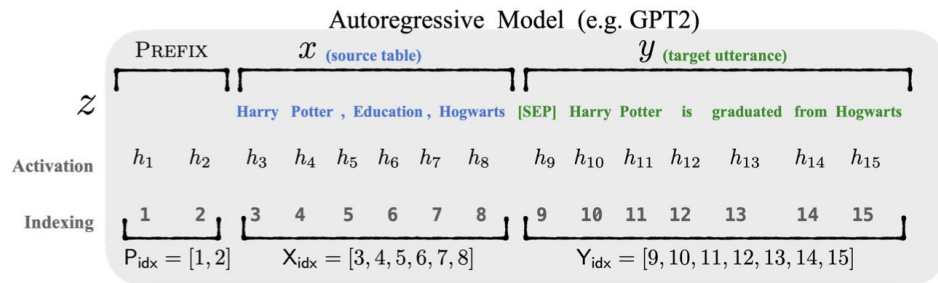 Autoregressive Model (e.g. GPT2)
PREFIX x (source table) y (target utterance)
z Harry Potter , Education , Hogwarts [SEP] Harry Potter is graduated from Hogwarts
Activation h₁ h₂ h₃ h₄ h₅ h₆ h₇ h₈ h₉ h₁₀ h₁₁ h₁₂ h₁₃ h₁₄ h₁₅
Indexing 1 2 3 4 5 6 7 8 9 10 11 12 13 14 15
P_idx = [1, 2] X_idx = [3, 4, 5, 6, 7, 8] Y_idx = [9, 10, 11, 12, 13, 14, 15]